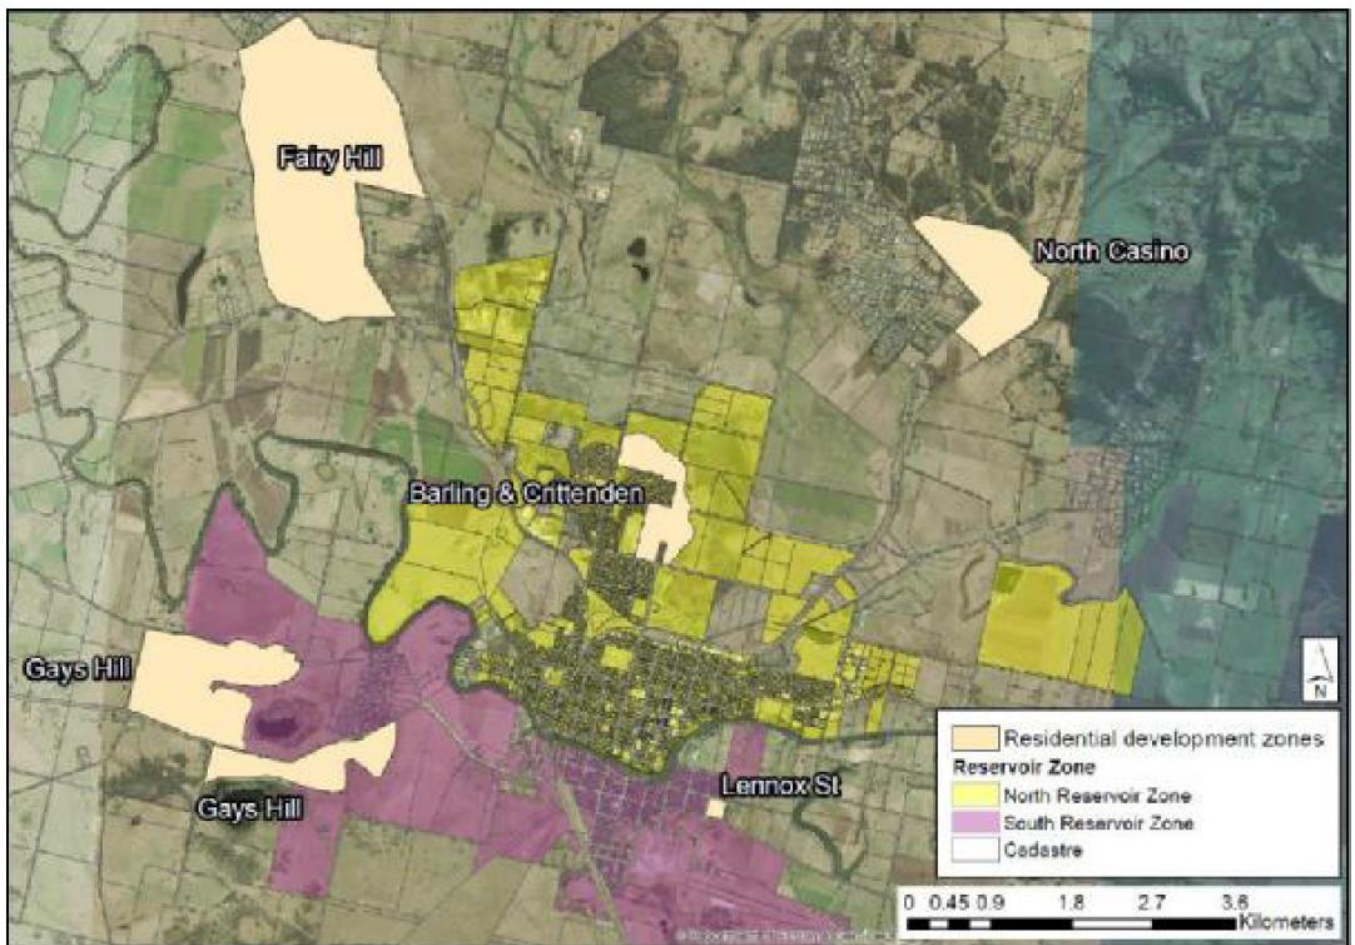 Fairy Hill
North Casino
Barling & Crittenden
Gays Hill
Gays Hill
Lennox St
N
Residential development zones
Reservoir Zone
North Reservoir Zone
South Reservoir Zone
Cadastre
0 0.45 0.9 1.8 2.7 3.6
Kilometers